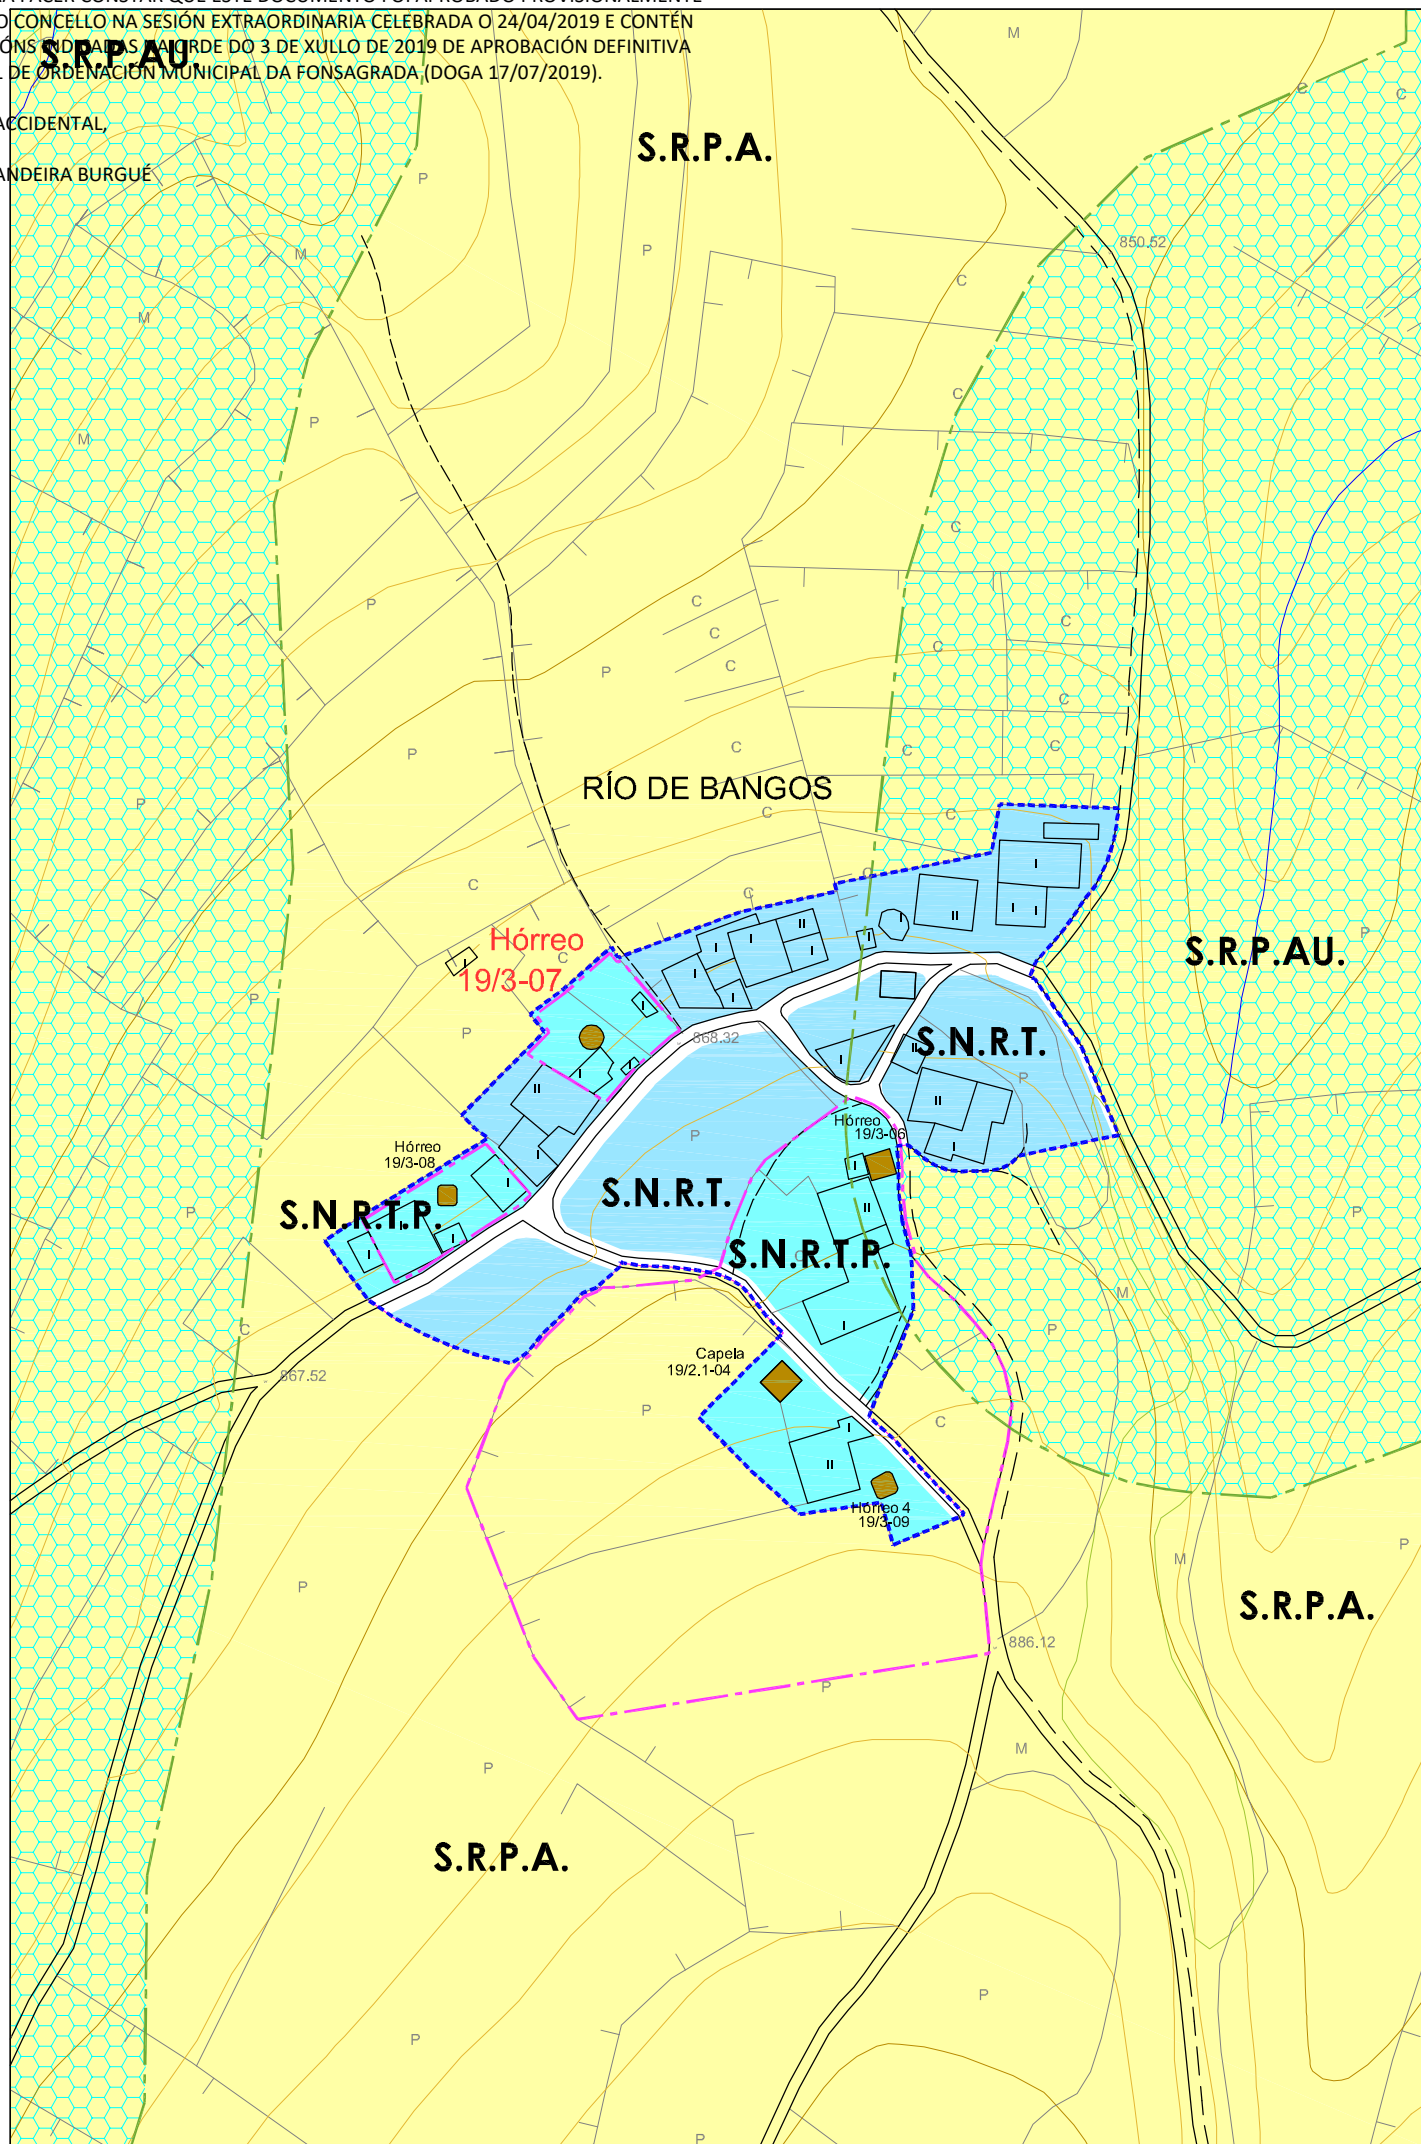 O CONCELLO NA SESIÓN EXTRAORDINARIA CELEBRADA O 24/04/2019 E CONTÉN
ORDE DO 3 DE XULLO DE 2019 DE APROBACIÓN DEFINITIVA
DE ORDENACIÓN MUNICIPAL DA FONSAGRADA (DOGA 17/07/2019).
ACCIDENTAL,
BURGUÉ
S.R.P.AU.
S.R.P.A.
850.52
RÍO DE BANGOS
Hórreo
19/3-07
S.R.P.AU.
868.32
S.N.R.T.
Hórreo
19/3-06
Hórreo
19/3-08
S.N.R.T.P.
S.N.R.T.
S.N.R.T.P.
Capela
19/2.1-04
867.52
Hórreo 4
19/3-09
S.R.P.A.
886.12
S.R.P.A.